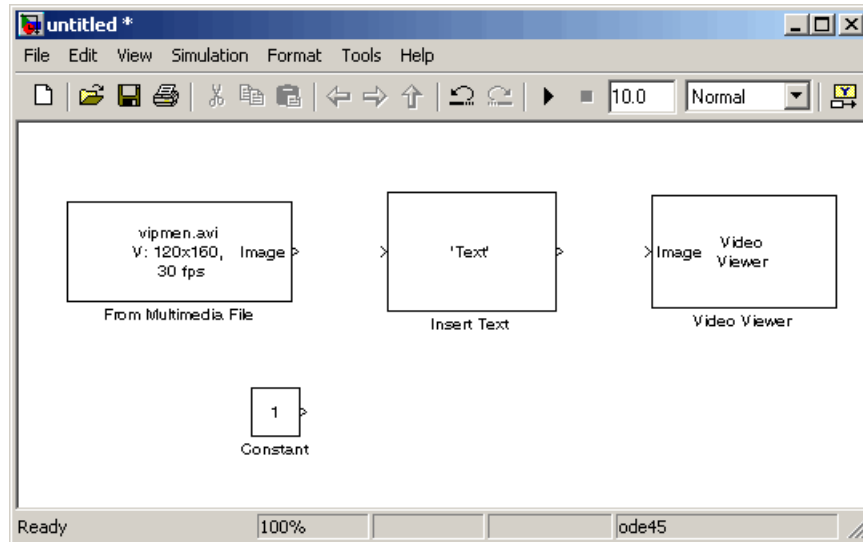 untitled *
File Edit View Simulation Format Tools Help
10.0 Normal
vipmen.avi
V: 120x160,
30 fps
Image
From Multimedia File
'Text'
Insert Text
Image
Video
Viewer
Video Viewer
1
Constant
Ready 100% ode45